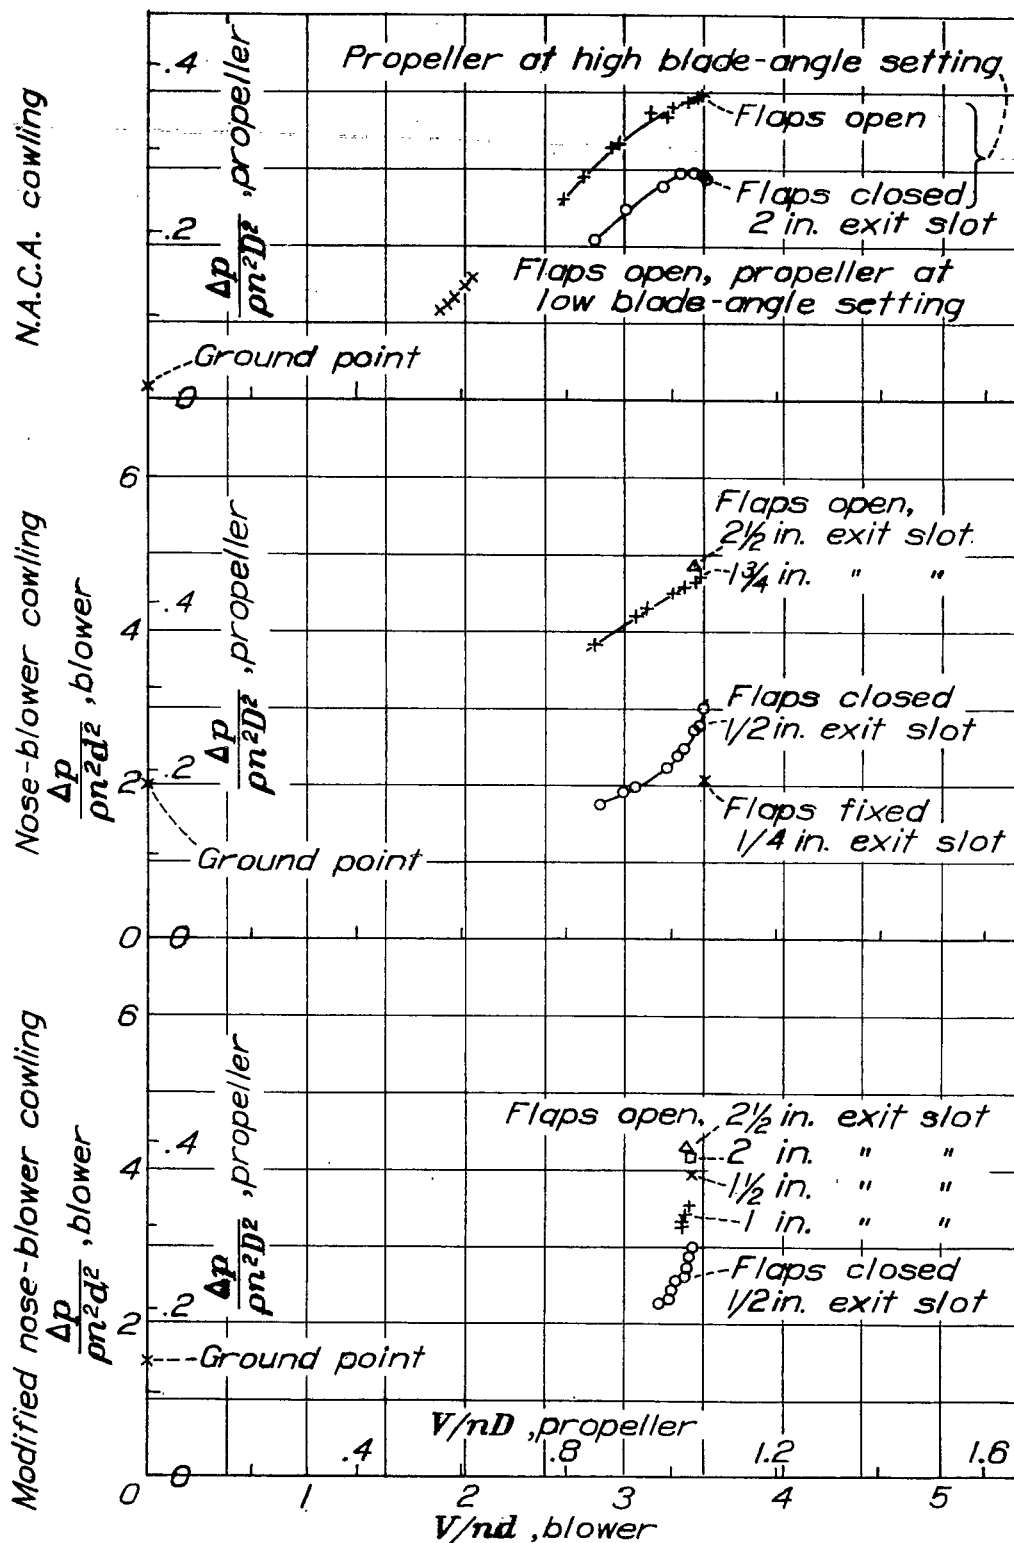 N.A.C.A. cowling
Δp/ρn²D² , propeller
.4
.2
0
Propeller at high blade-angle setting
Flaps open
Flaps closed
2 in. exit slot
Flaps open, propeller at
low blade-angle setting
Ground point
Nose-blower cowling
Δp/ρn²d² , blower
6
4
2
0
Δp/ρn²D² , propeller
.4
.2
0
Flaps open,
2½ in. exit slot
1¾ in. " "
Flaps closed
1/2 in. exit slot
Flaps fixed
1/4 in. exit slot
Ground point
Modified nose-blower cowling
Δp/ρn²d² , blower
6
4
2
0
Δp/ρn²D² , propeller
.4
.2
0
Flaps open, 2½ in. exit slot
2 in. " "
1½ in. " "
1 in. " "
Flaps closed
1/2 in. exit slot
Ground point
V/nD , propeller
.4 .8 1.2 1.6
1 2 3 4 5
V/nd , blower